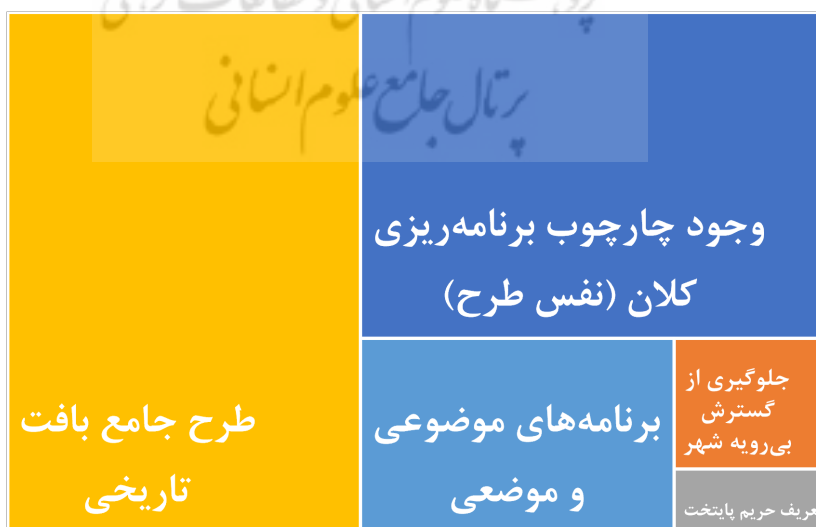 پرتال جامع علوم انسانی
وجود چارچوب برنامه‌ریزی
کلان (نفس طرح)
طرح جامع بافت
تاریخی
برنامه‌های موضوعی
و موضعی
جلوگیری از
گسترش
بی‌رویه شهر
حریم پایتخت